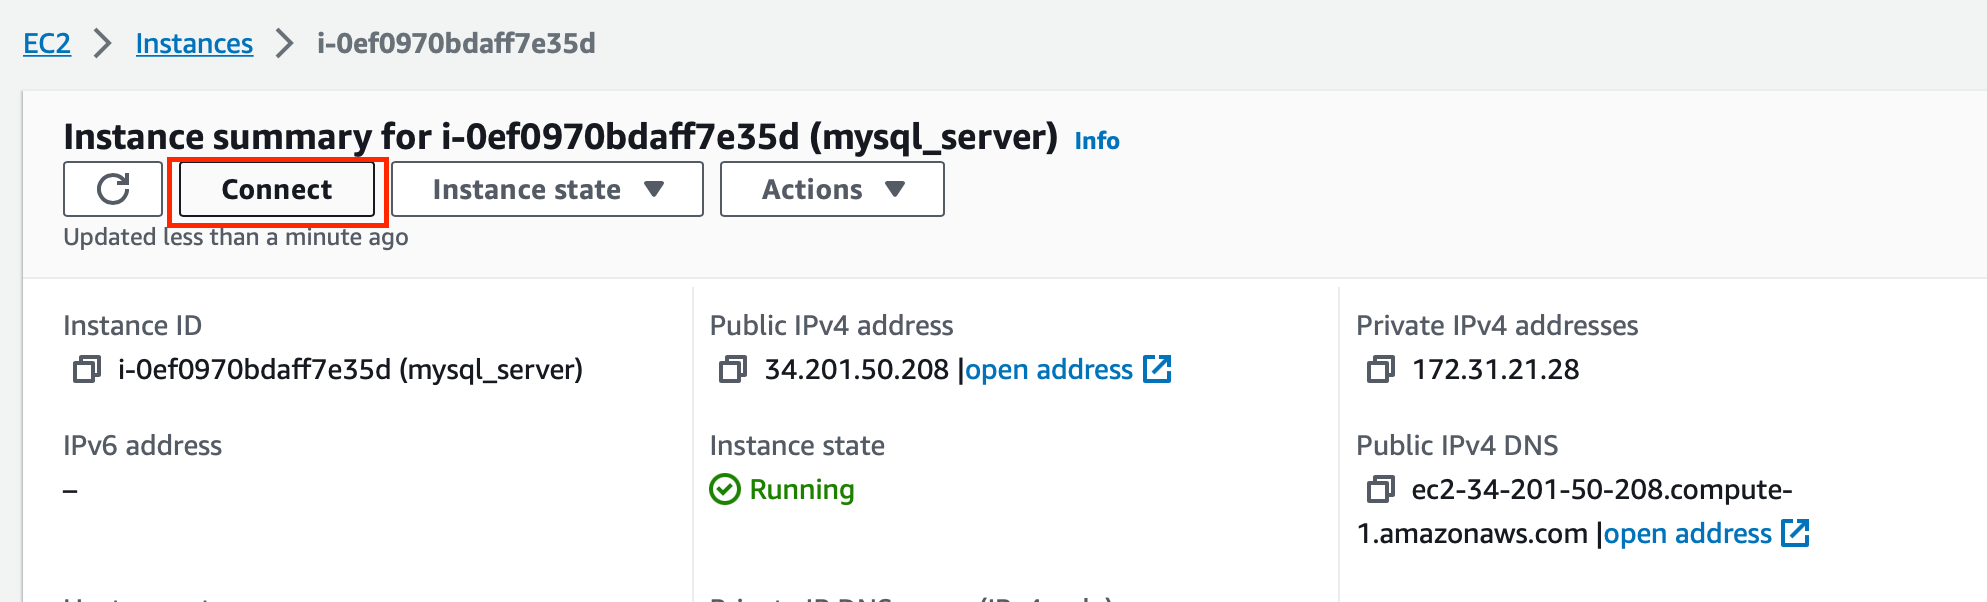 EC2 Instances i-0ef0970bdaff7e35d
Instance summary for i-0ef0970bdaff7e35d (mysql_server) Info
Connect Instance state Actions
Updated less than a minute ago
Instance ID
i-0ef0970bdaff7e35d (mysql_server)
Public IPv4 address
34.201.50.208 |open address
Private IPv4 addresses
172.31.21.28
IPv6 address
–
Instance state
Running
Public IPv4 DNS
ec2-34-201-50-208.compute-
1.amazonaws.com |open address